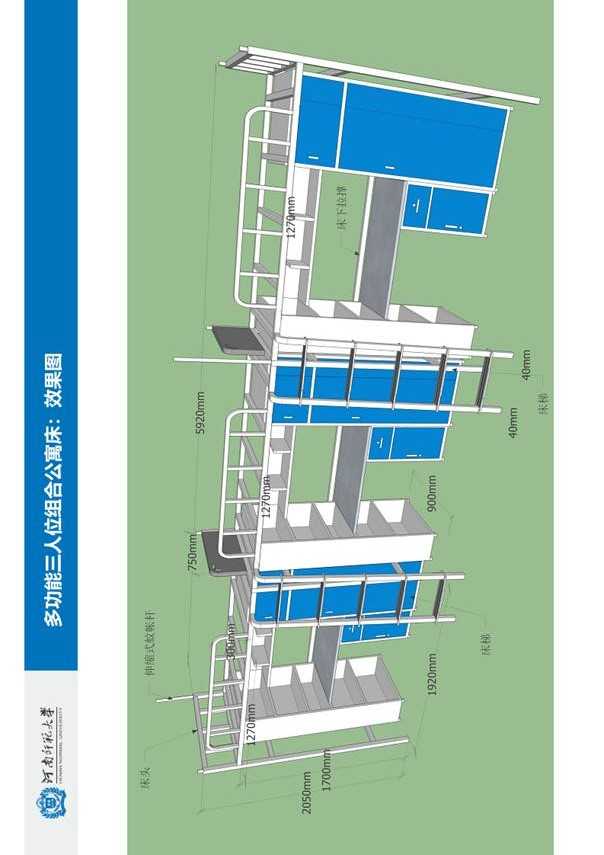 河南师范大学
HENAN NORMAL UNIVERSITY
多功能三人位组合公寓床：效果图
床头
伸缩式蚊帐杆
750mm
5920mm
300mm
1270mm
1270mm
1270mm
床下拉撑
2050mm
1700mm
1920mm
900mm
床梯
40mm
40mm
床梯